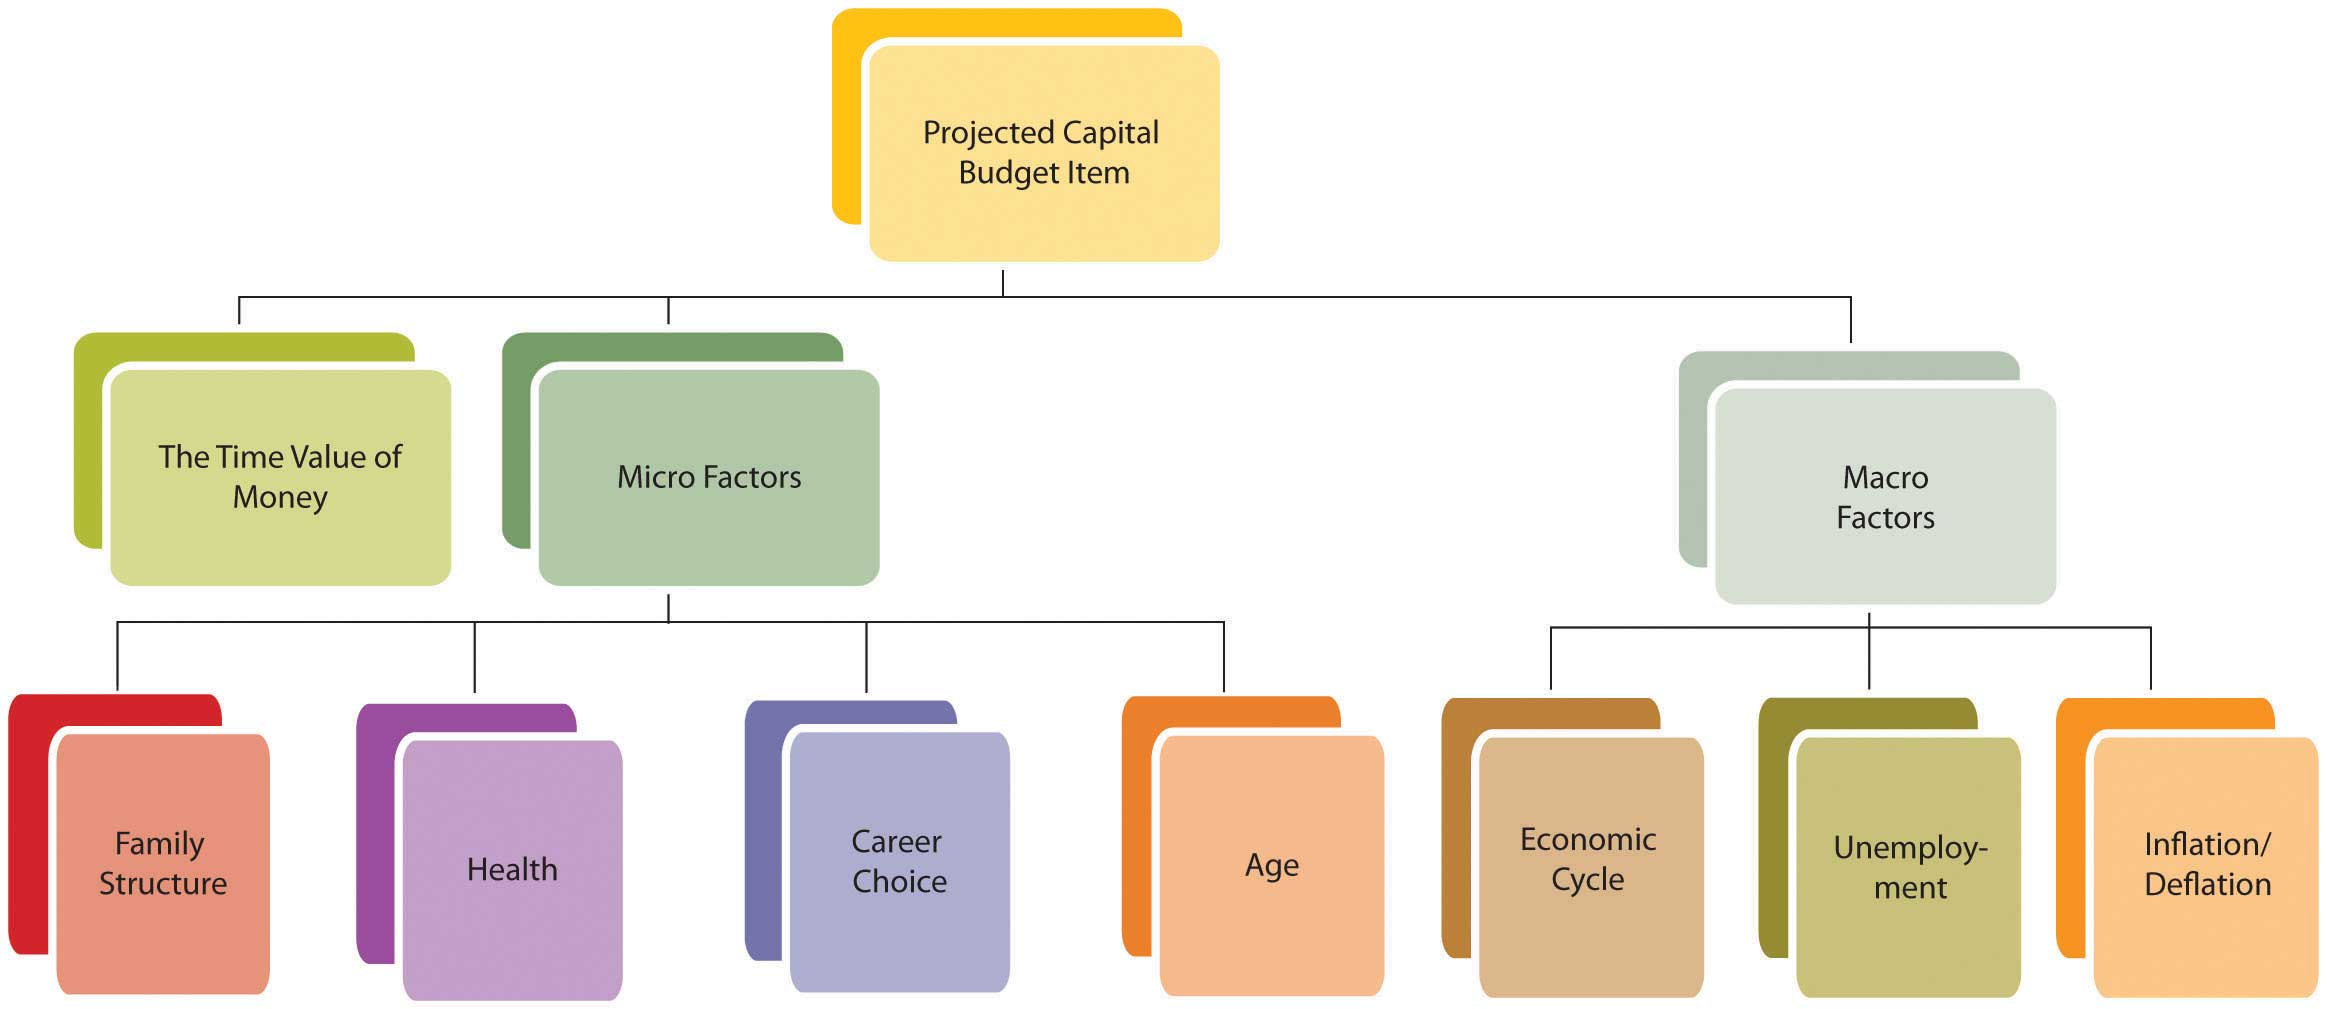 Projected Capital
Budget Item
The Time Value of
Money
Micro Factors
Macro
Factors
Family
Structure
Health
Career
Choice
Age
Economic
Cycle
Unemploy-
ment
Inflation/
Deflation